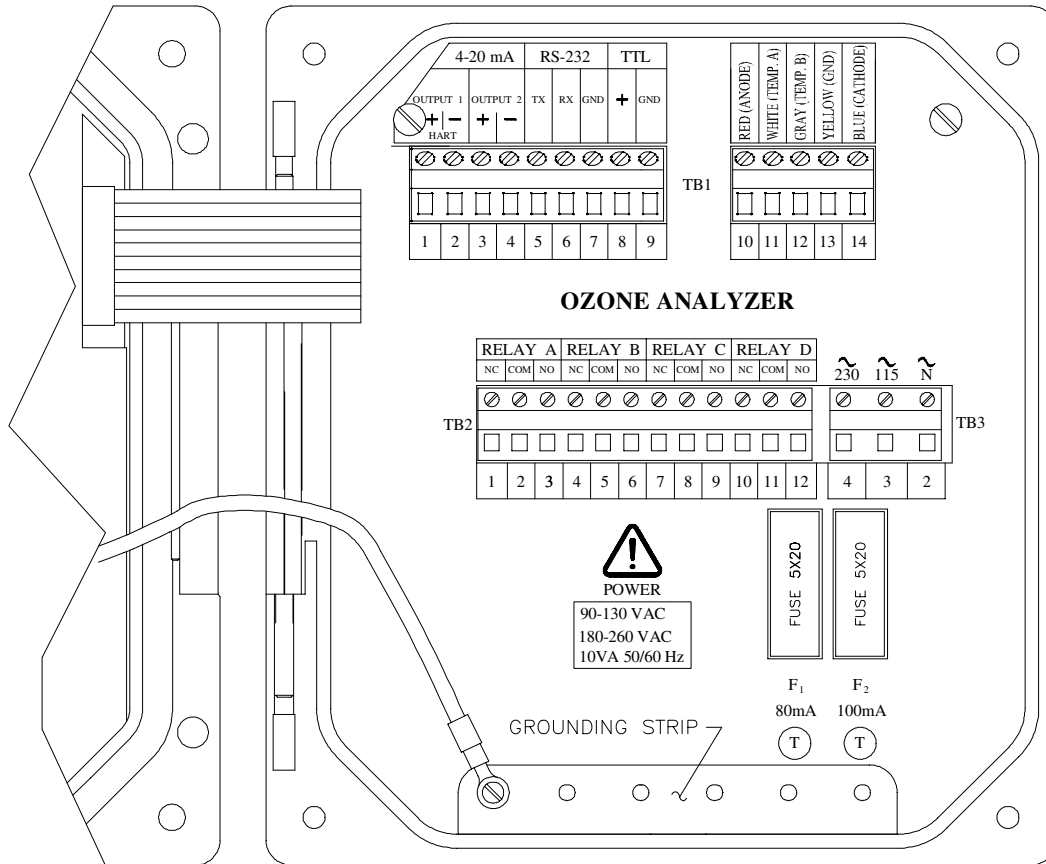 4-20 mA RS-232 TTL
OUTPUT 1 OUTPUT 2 TX RX GND + GND
+ - + -
HART
RED (ANODE)
WHITE (TEMP. A)
GRAY (TEMP. B)
YELLOW (GND)
BLUE (CATHODE)
TB1
1 2 3 4 5 6 7 8 9 10 11 12 13 14
OZONE ANALYZER
RELAY A RELAY B RELAY C RELAY D
NC COM NO NC COM NO NC COM NO NC COM NO
~ ~ ~
230 115 N
TB2 TB3
1 2 3 4 5 6 7 8 9 10 11 12 4 3 2
!
POWER
90-130 VAC
180-260 VAC
10VA 50/60 Hz
FUSE 5X20
FUSE 5X20
F₁ F₂
80mA 100mA
T T
GROUNDING STRIP